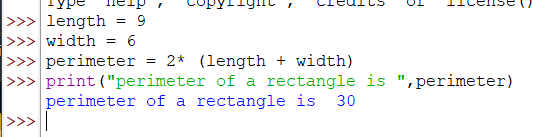 Type "help", "copyright", "credits" or "license()
>>> length = 9
>>> width = 6
>>> perimeter = 2* (length + width)
>>> print("perimeter of a rectangle is ",perimeter)
perimeter of a rectangle is  30
>>>